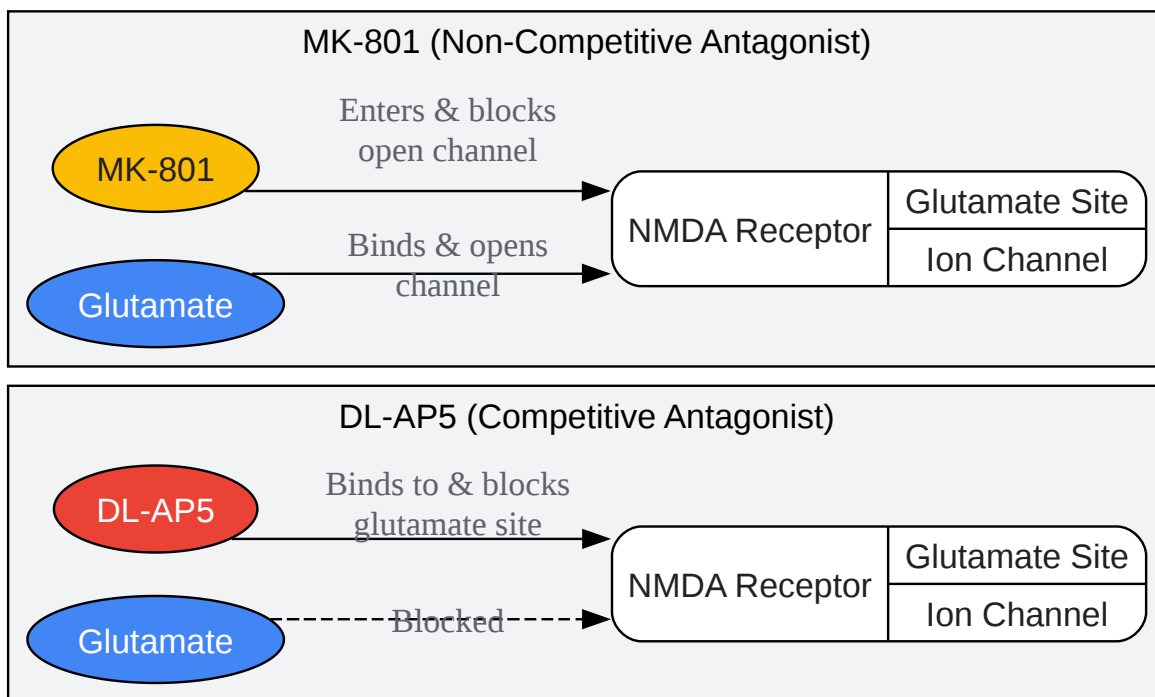 MK-801 (Non-Competitive Antagonist)
Enters & blocks
open channel
MK-801
Glutamate Site
NMDA Receptor
Ion Channel
Binds & opens
channel
Glutamate
DL-AP5 (Competitive Antagonist)
Binds to & blocks
glutamate site
DL-AP5
Glutamate Site
NMDA Receptor
Ion Channel
Blocked
Glutamate